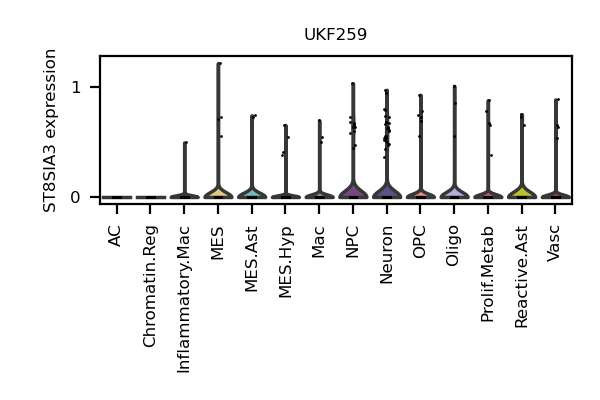 UKF259
ST8SIA3 expression
1
0
AC
Chromatin.Reg
Inflammatory.Mac
MES
MES.Ast
MES.Hyp
Mac
NPC
Neuron
OPC
Oligo
Prolif.Metab
Reactive.Ast
Vasc